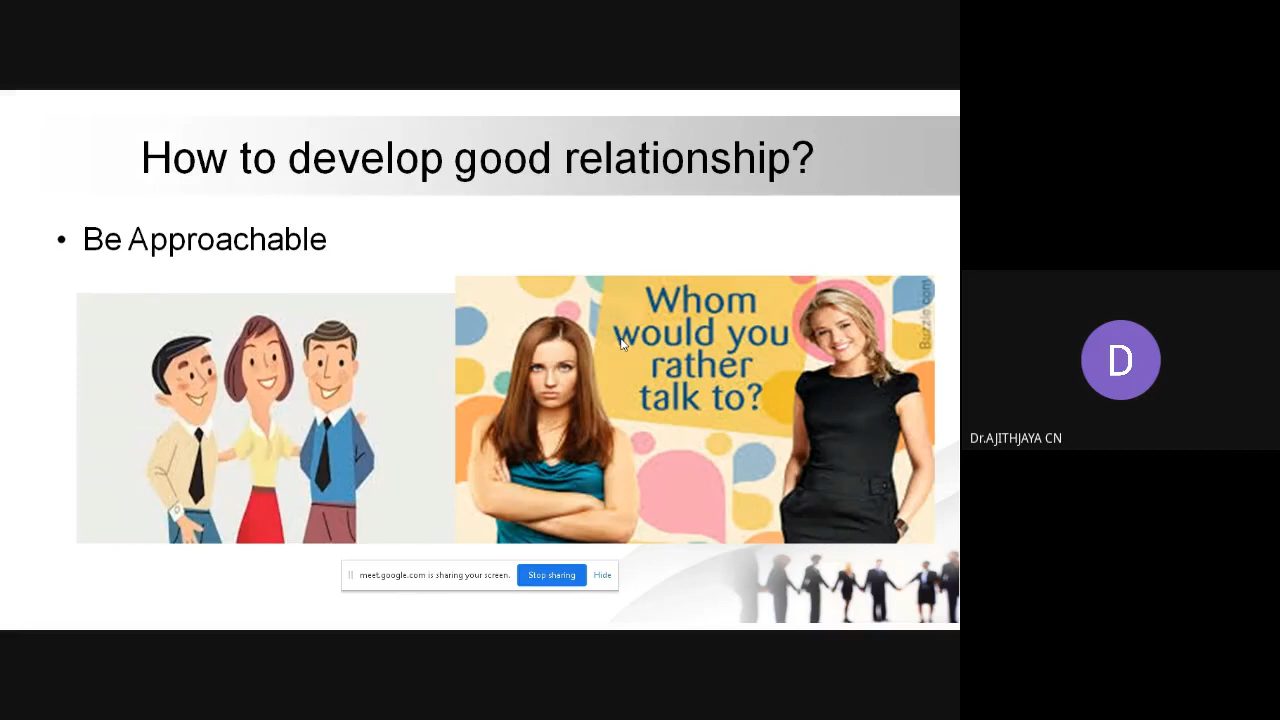 How to develop good relationship?
• Be Approachable
Whom
would you
rather
talk to?
Buzzle.com
meet.google.com is sharing your screen.
Stop sharing
Hide
D
Dr.AJITHJAYA CN